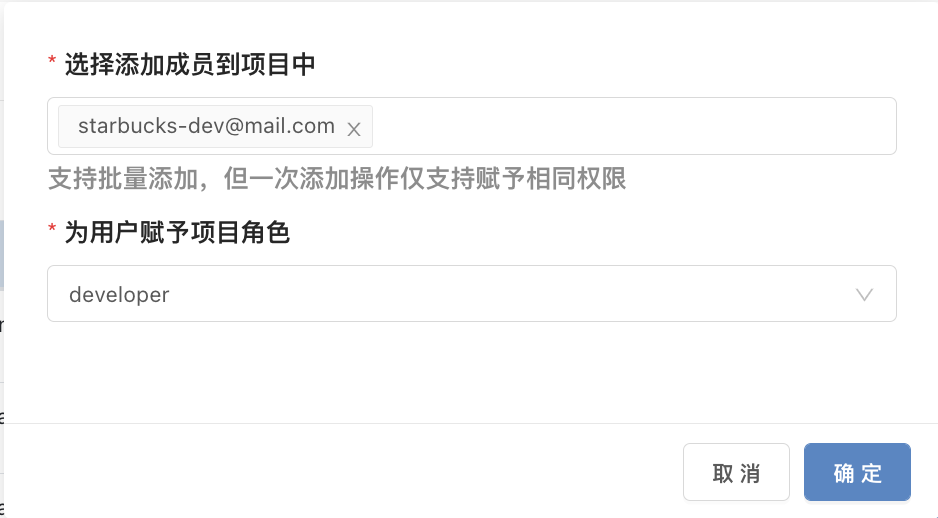 * 选择添加成员到项目中
starbucks-dev@mail.com
支持批量添加，但一次添加操作仅支持赋予相同权限
* 为用户赋予项目角色
developer
取 消
确 定